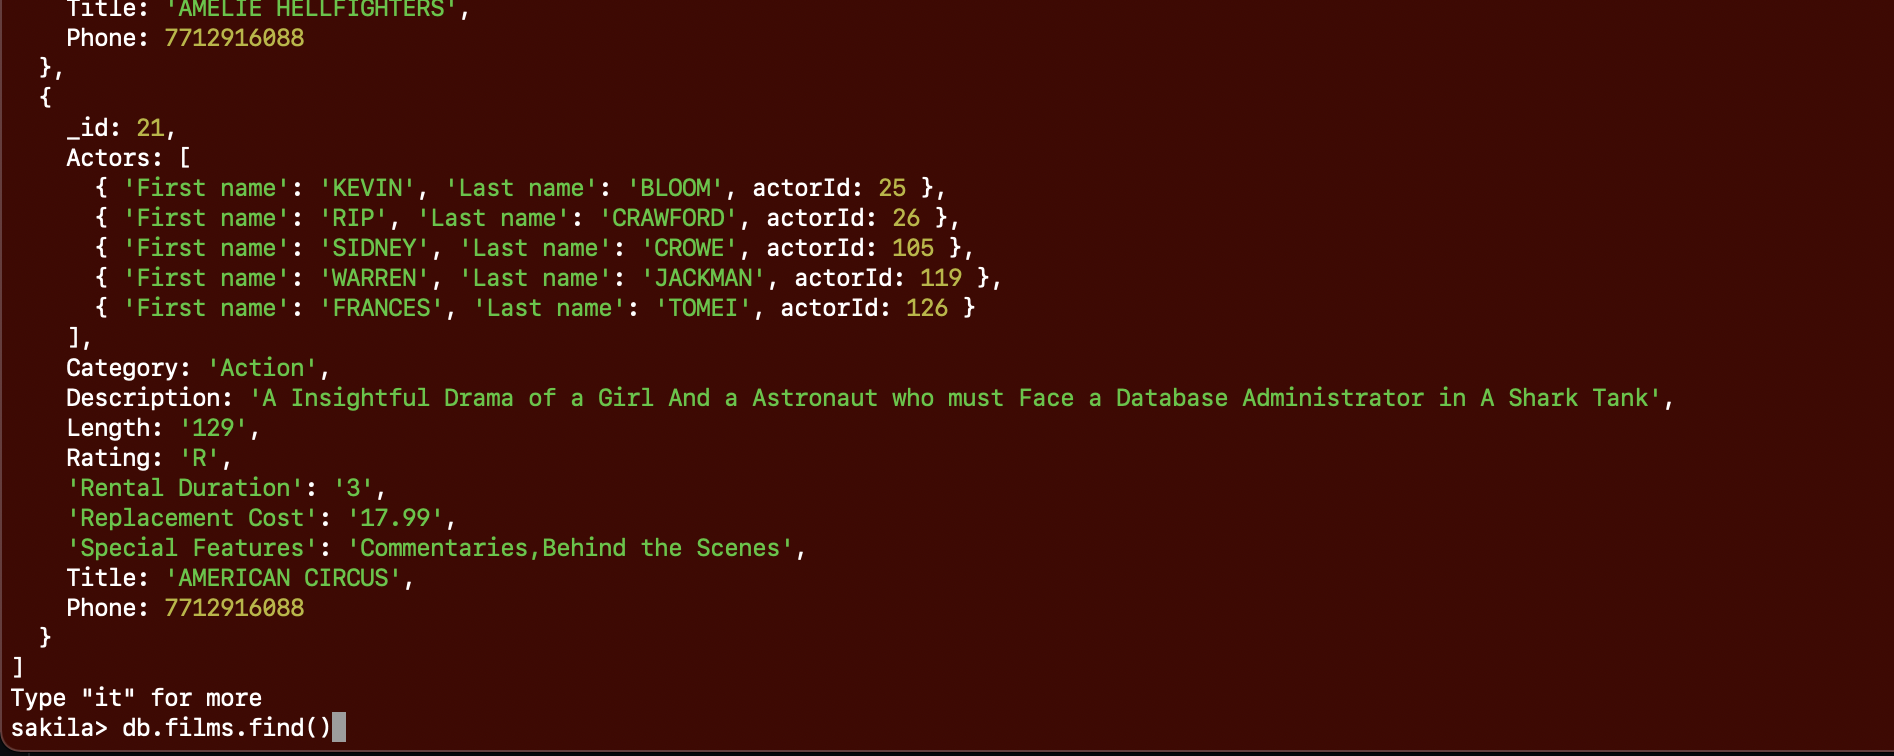 Title: 'AMELIE HELLFIGHTERS',
Phone: 7712916088
},
{
_id: 21,
Actors: [
{ 'First name': 'KEVIN', 'Last name': 'BLOOM', actorId: 25 },
{ 'First name': 'RIP', 'Last name': 'CRAWFORD', actorId: 26 },
{ 'First name': 'SIDNEY', 'Last name': 'CROWE', actorId: 105 },
{ 'First name': 'WARREN', 'Last name': 'JACKMAN', actorId: 119 },
{ 'First name': 'FRANCES', 'Last name': 'TOMEI', actorId: 126 }
],
Category: 'Action',
Description: 'A Insightful Drama of a Girl And a Astronaut who must Face a Database Administrator in A Shark Tank',
Length: '129',
Rating: 'R',
'Rental Duration': '3',
'Replacement Cost': '17.99',
'Special Features': 'Commentaries,Behind the Scenes',
Title: 'AMERICAN CIRCUS',
Phone: 7712916088
}
]
Type "it" for more
sakila> db.films.find()